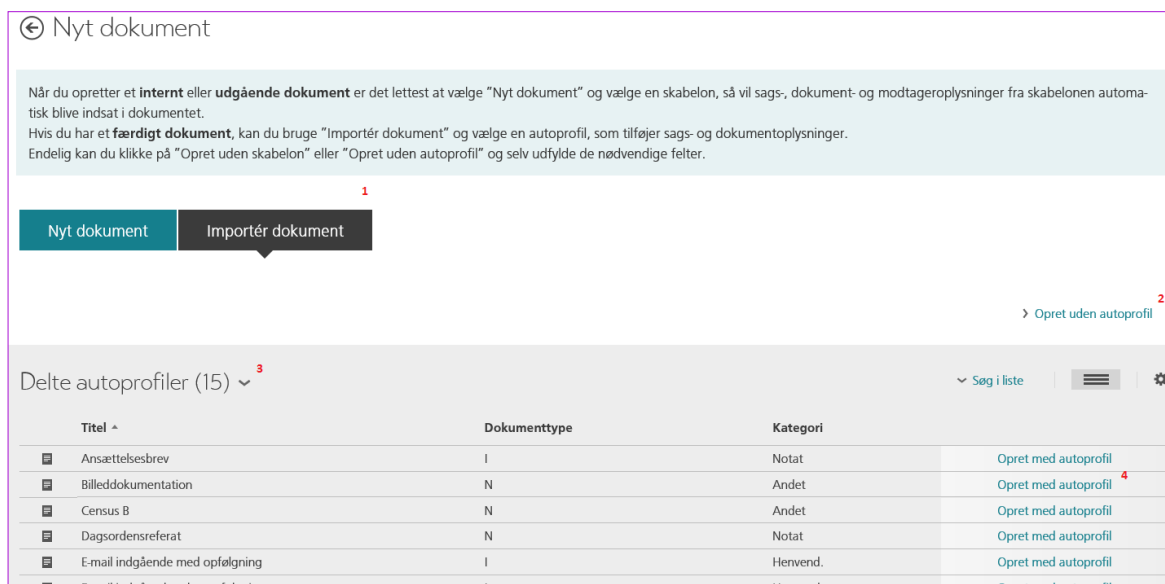 Nyt dokument
Når du opretter et internt eller udgående dokument er det lettest at vælge ”Nyt dokument” og vælge en skabelon, så vil sags-, dokument- og modtageroplysninger fra skabelonen automa-
tisk blive indsat i dokumentet.
Hvis du har et færdigt dokument, kan du bruge ”Importér dokument” og vælge en autoprofil, som tilføjer sags- og dokumentoplysninger.
Endelig kan du klikke på ”Opret uden skabelon” eller ”Opret uden autoprofil” og selv udfylde de nødvendige felter.
1
Nyt dokument Importér dokument
2
Opret uden autoprofil
Delte autoprofiler (15) 3 Søg i liste
Titel Dokumenttype Kategori
Ansættelsesbrev I Notat Opret med autoprofil
Billeddokumentation N Andet Opret med autoprofil 4
Census B N Andet Opret med autoprofil
Dagsordensreferat N Notat Opret med autoprofil
E-mail indgående med opfølgning I Henvend. Opret med autoprofil